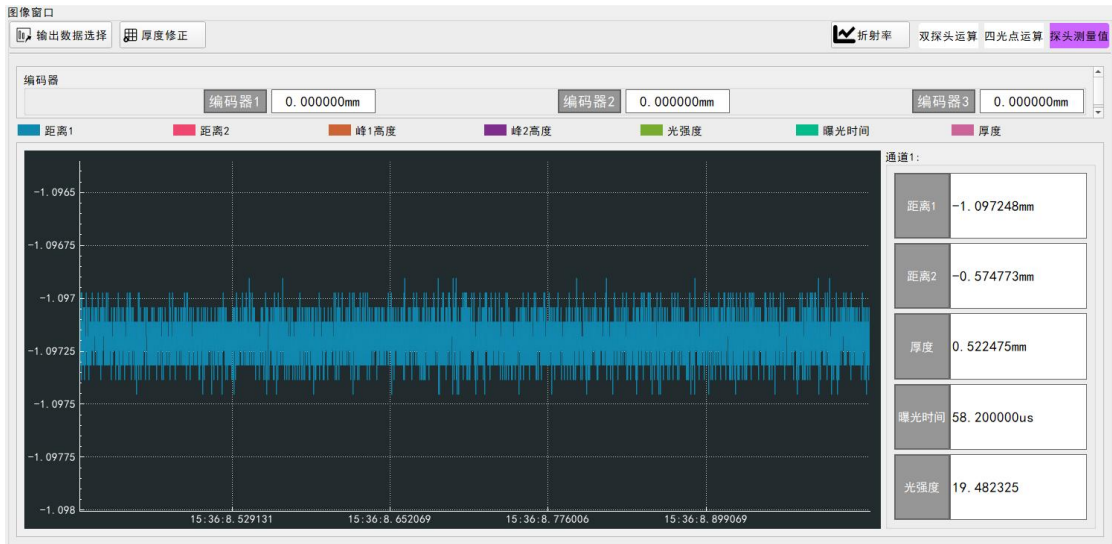 图像窗口
输出数据选择 厚度修正 折射率 双探头运算 四光点运算 探头测量值
编码器
编码器1 0.000000mm 编码器2 0.000000mm 编码器3 0.000000mm
距离1 距离2 峰1高度 峰2高度 光强度 曝光时间 厚度
通道1:
-1.0965
-1.09675
-1.097
-1.09725
-1.0975
-1.09775
-1.098
15:36:8.529131 15:36:8.652069 15:36:8.776006 15:36:8.899069
距离1 -1.097248mm
距离2 -0.574773mm
厚度 0.522475mm
曝光时间 58.200000us
光强度 19.482325